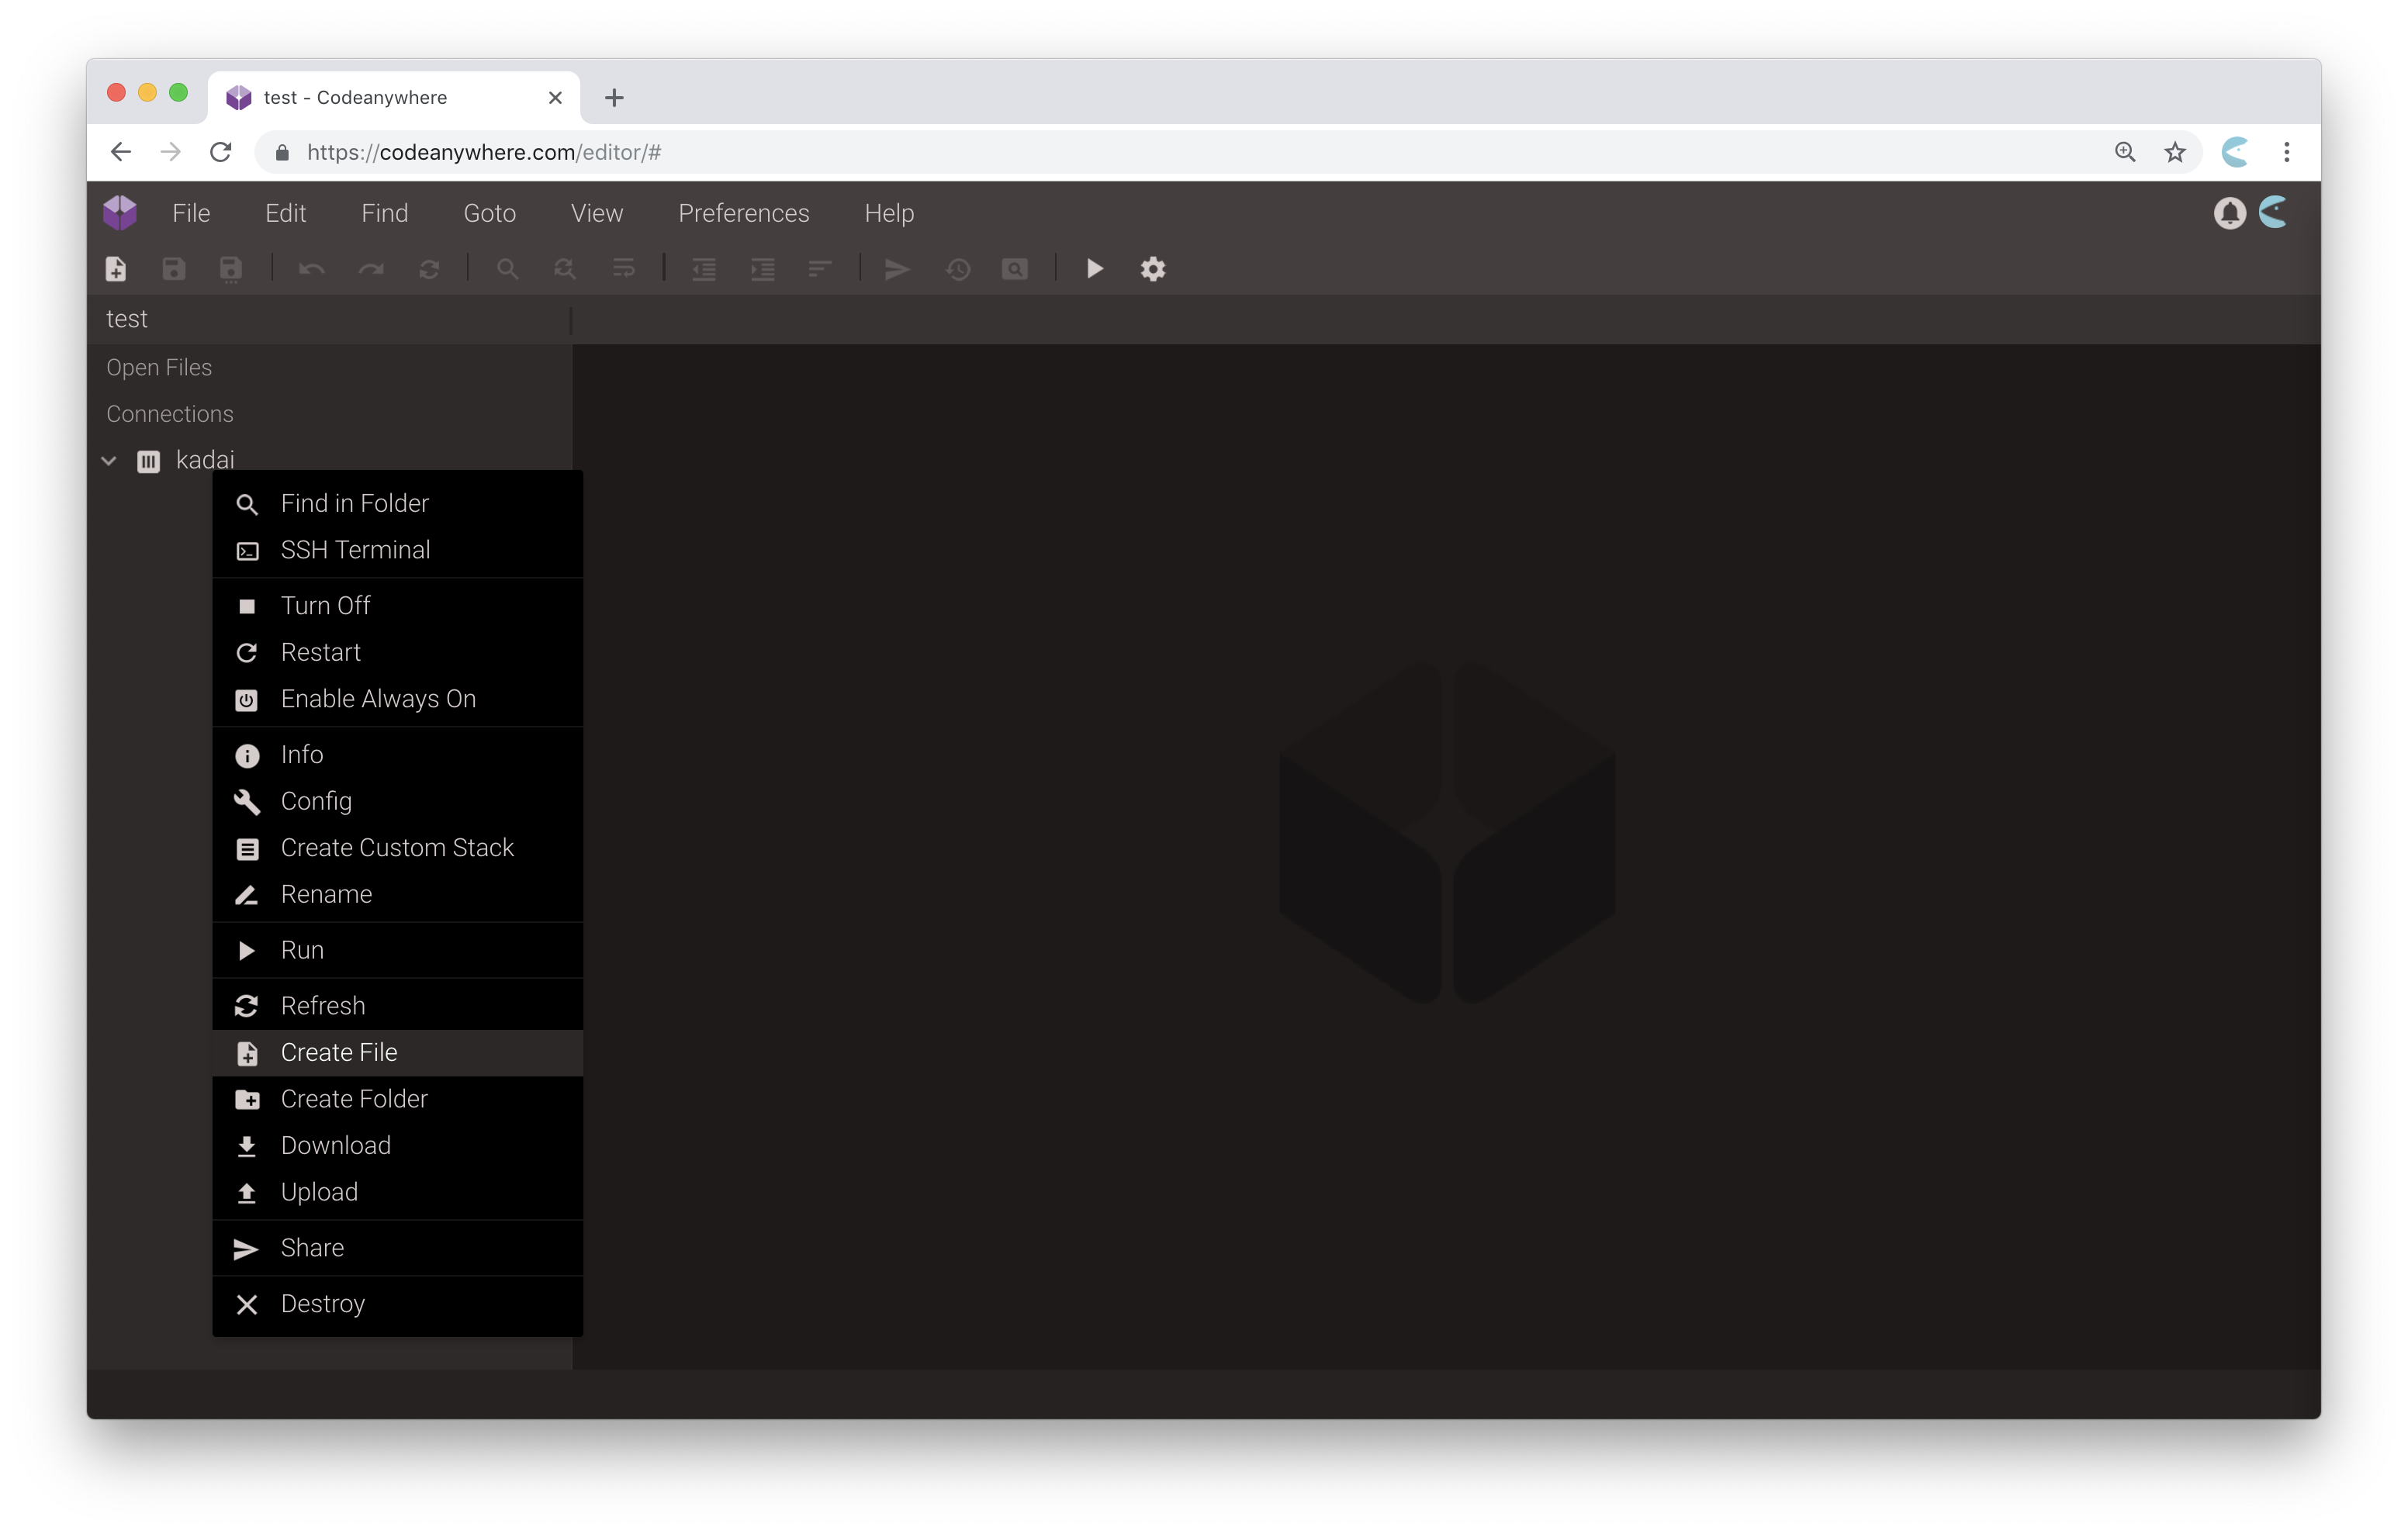 test - Codeanywhere
https://codeanywhere.com/editor/#
File Edit Find Goto View Preferences Help
test
Open Files
Connections
kadai
Find in Folder
SSH Terminal
Turn Off
Restart
Enable Always On
Info
Config
Create Custom Stack
Rename
Run
Refresh
Create File
Create Folder
Download
Upload
Share
Destroy